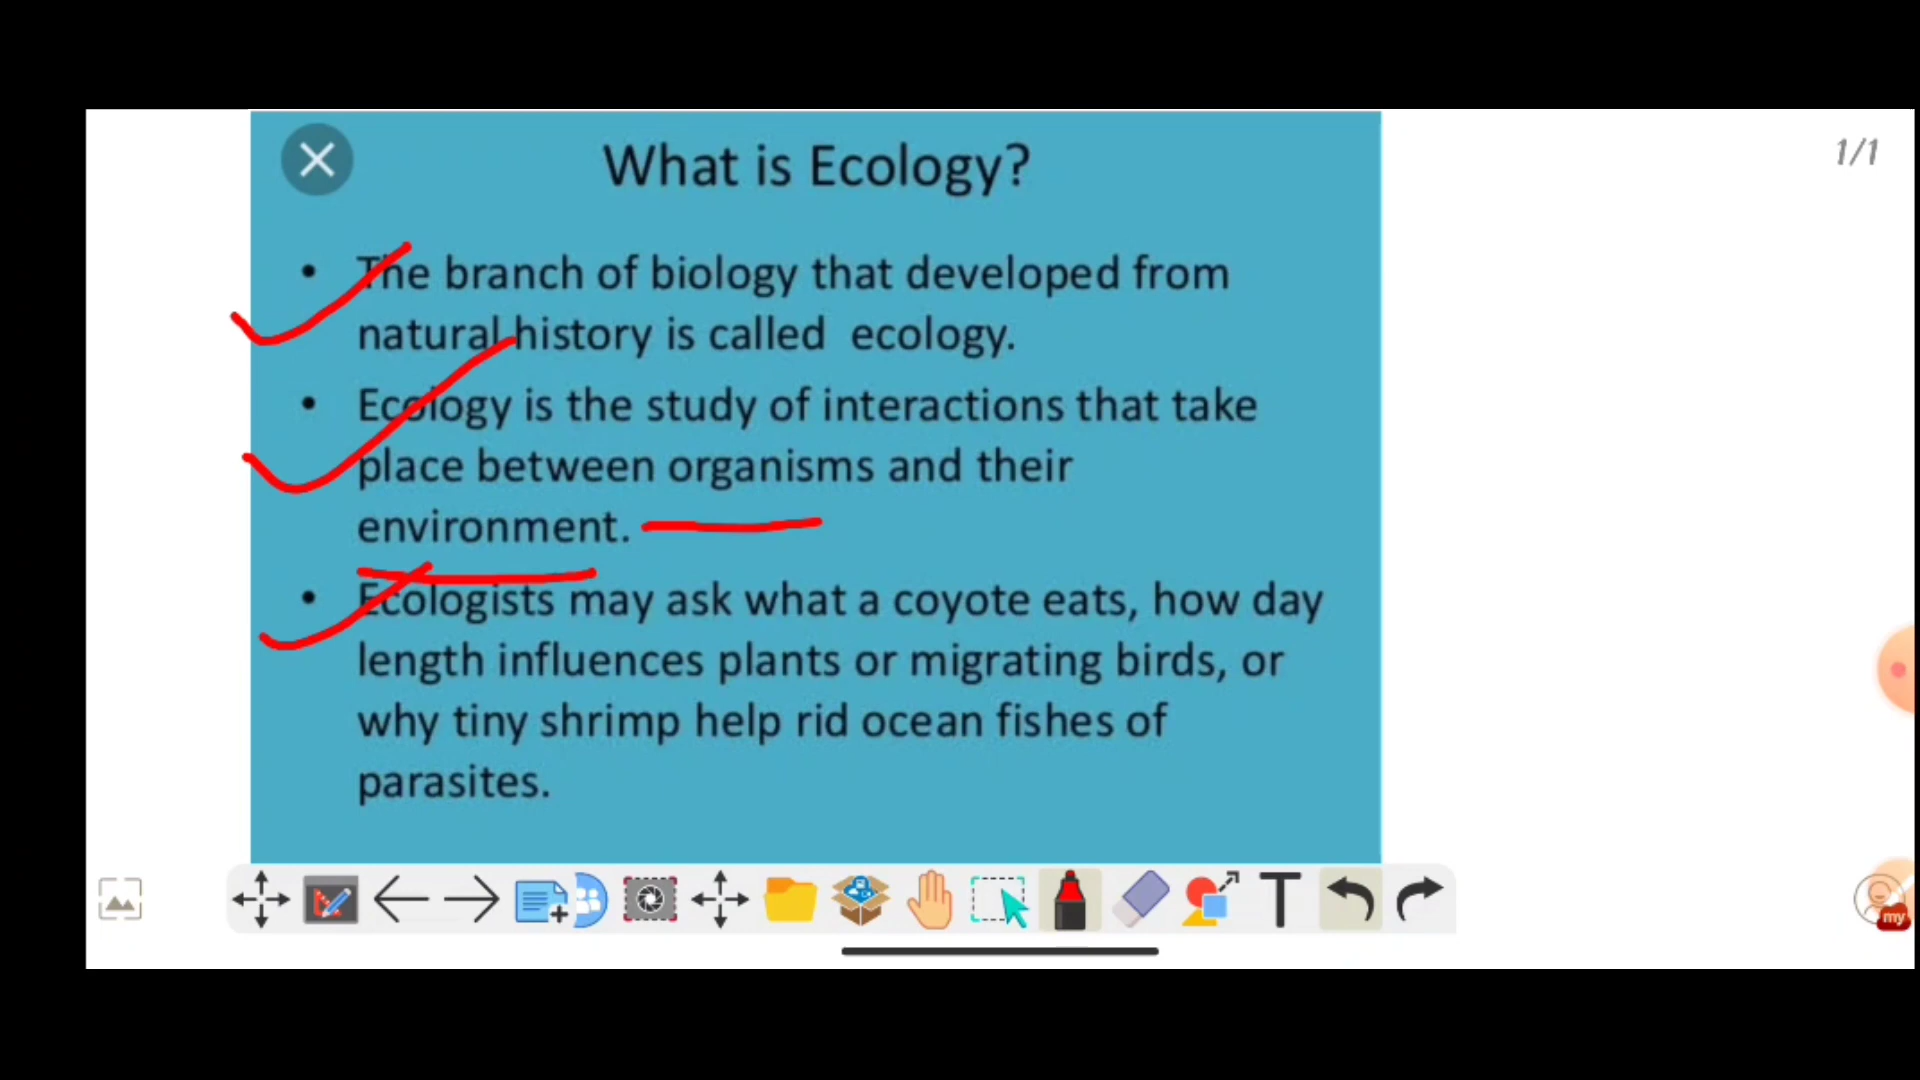 What is Ecology?
1/1
• The branch of biology that developed from
natural history is called ecology.
• Ecology is the study of interactions that take
place between organisms and their
environment.
• Ecologists may ask what a coyote eats, how day
length influences plants or migrating birds, or
why tiny shrimp help rid ocean fishes of
parasites.
T
my